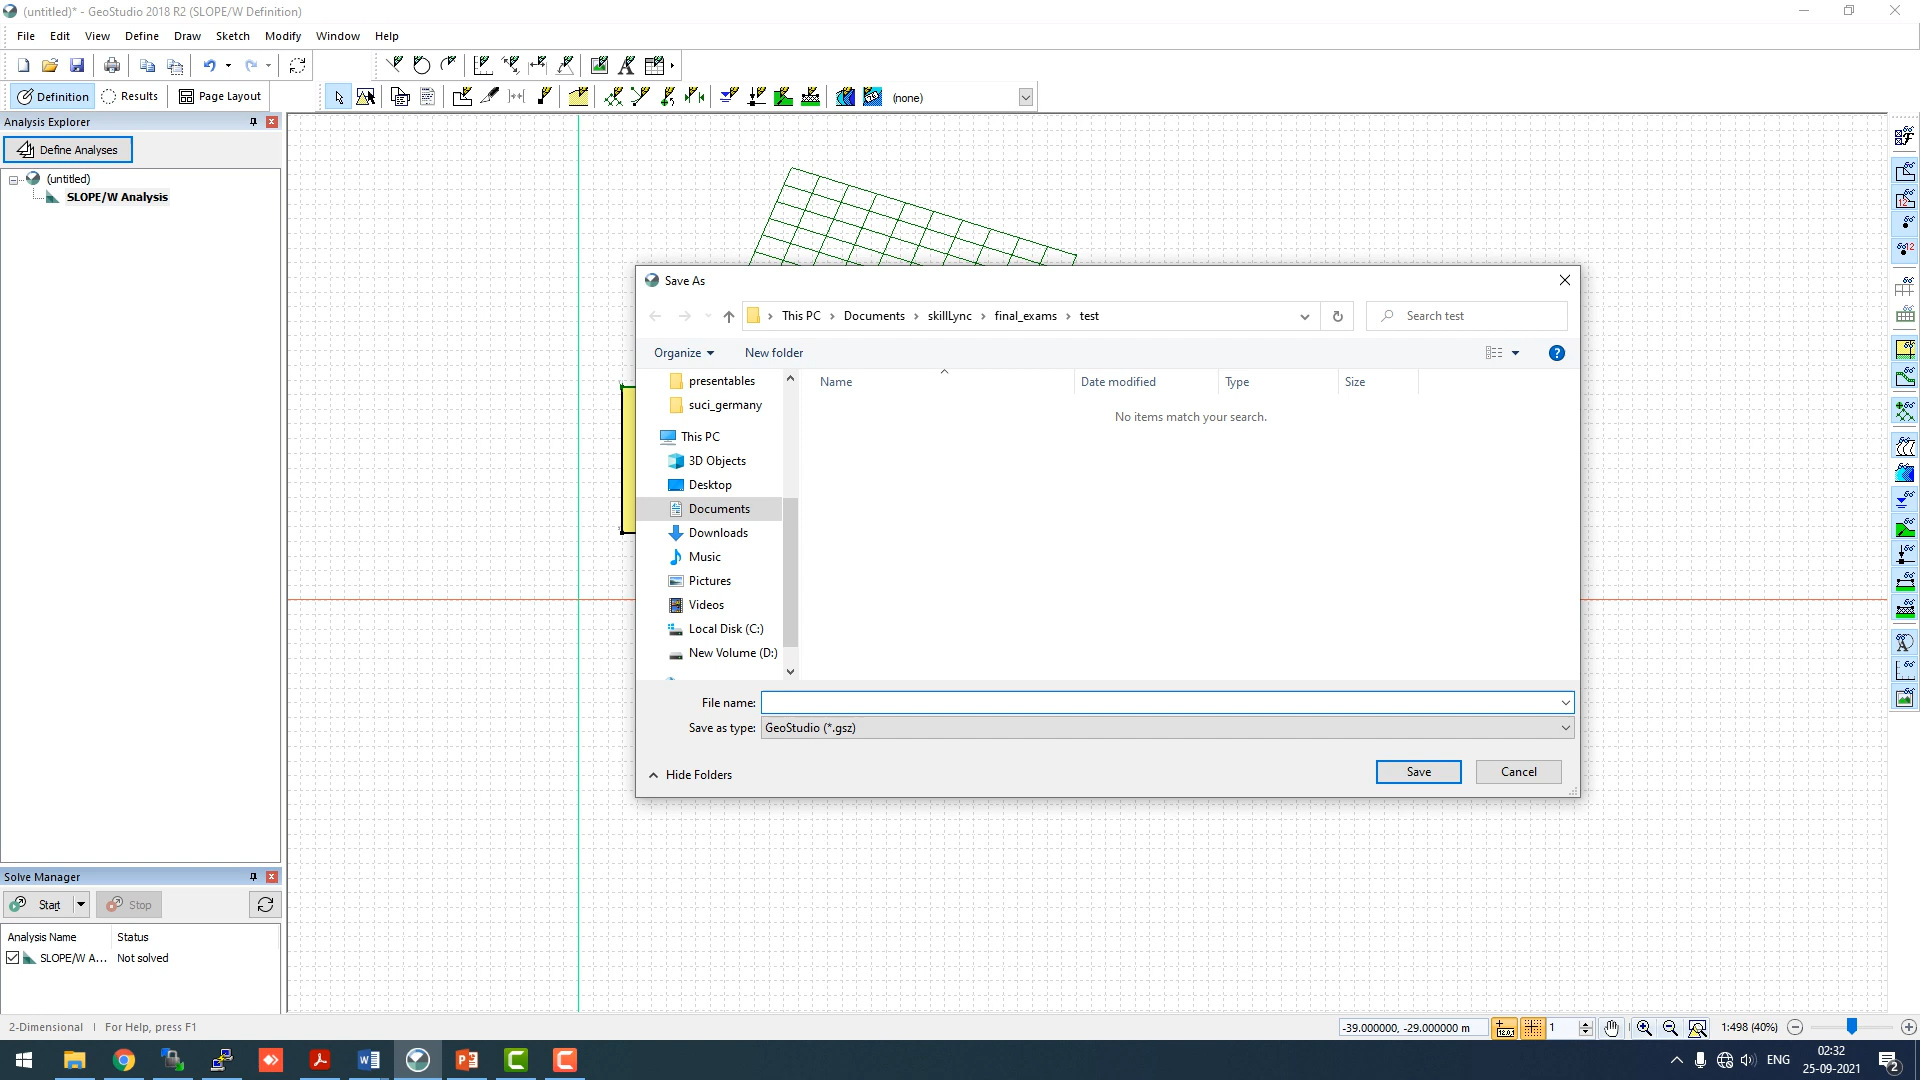 (untitled)* - GeoStudio 2018 R2 (SLOPE/W Definition)
File Edit View Define Draw Sketch Modify Window Help
Definition Results Page Layout (none)
Analysis Explorer
Define Analyses
(untitled)
SLOPE/W Analysis
Save As
This PC Documents skillLync final_exams test Search test
Organize New folder
presentables
suci_germany
This PC
3D Objects
Desktop
Documents
Downloads
Music
Pictures
Videos
Local Disk (C:)
New Volume (D:)
Name Date modified Type Size
No items match your search.
File name:
Save as type: GeoStudio (*.gsz)
Hide Folders Save Cancel
Solve Manager
Start Stop
Analysis Name Status
SLOPE/W A... Not solved
2-Dimensional For Help, press F1 -39.000000, -29.000000 m 1 1:498 (40%)
ENG 02:32
25-09-2021
2